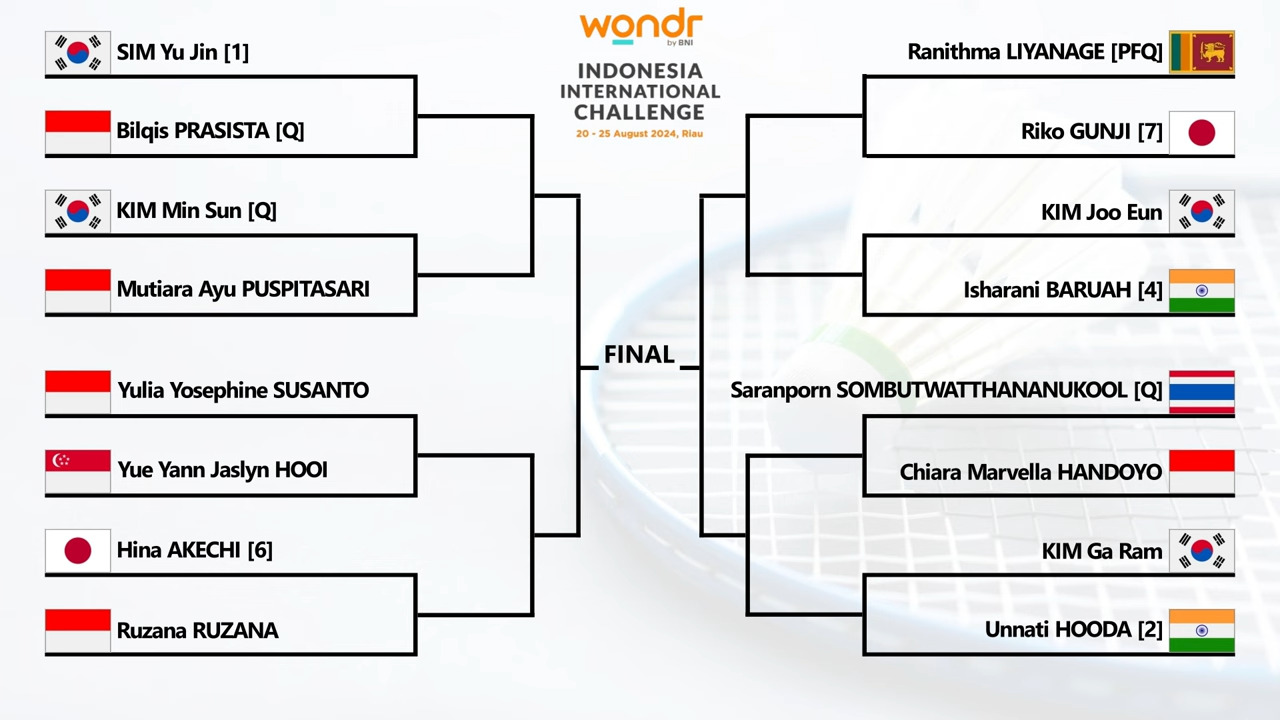 wondr
by BNI
INDONESIA
INTERNATIONAL
CHALLENGE
20 - 25 August 2024, Riau
SIM Yu Jin [1]
Bilqis PRASISTA [Q]
KIM Min Sun [Q]
Mutiara Ayu PUSPITASARI
Yulia Yosephine SUSANTO
Yue Yann Jaslyn HOOI
Hina AKECHI [6]
Ruzana RUZANA
FINAL
Ranithma LIYANAGE [PFQ]
Riko GUNJI [7]
KIM Joo Eun
Isharani BARUAH [4]
Saranporn SOMBUTWATTHANANUKOOL [Q]
Chiara Marvella HANDOYO
KIM Ga Ram
Unnati HOODA [2]